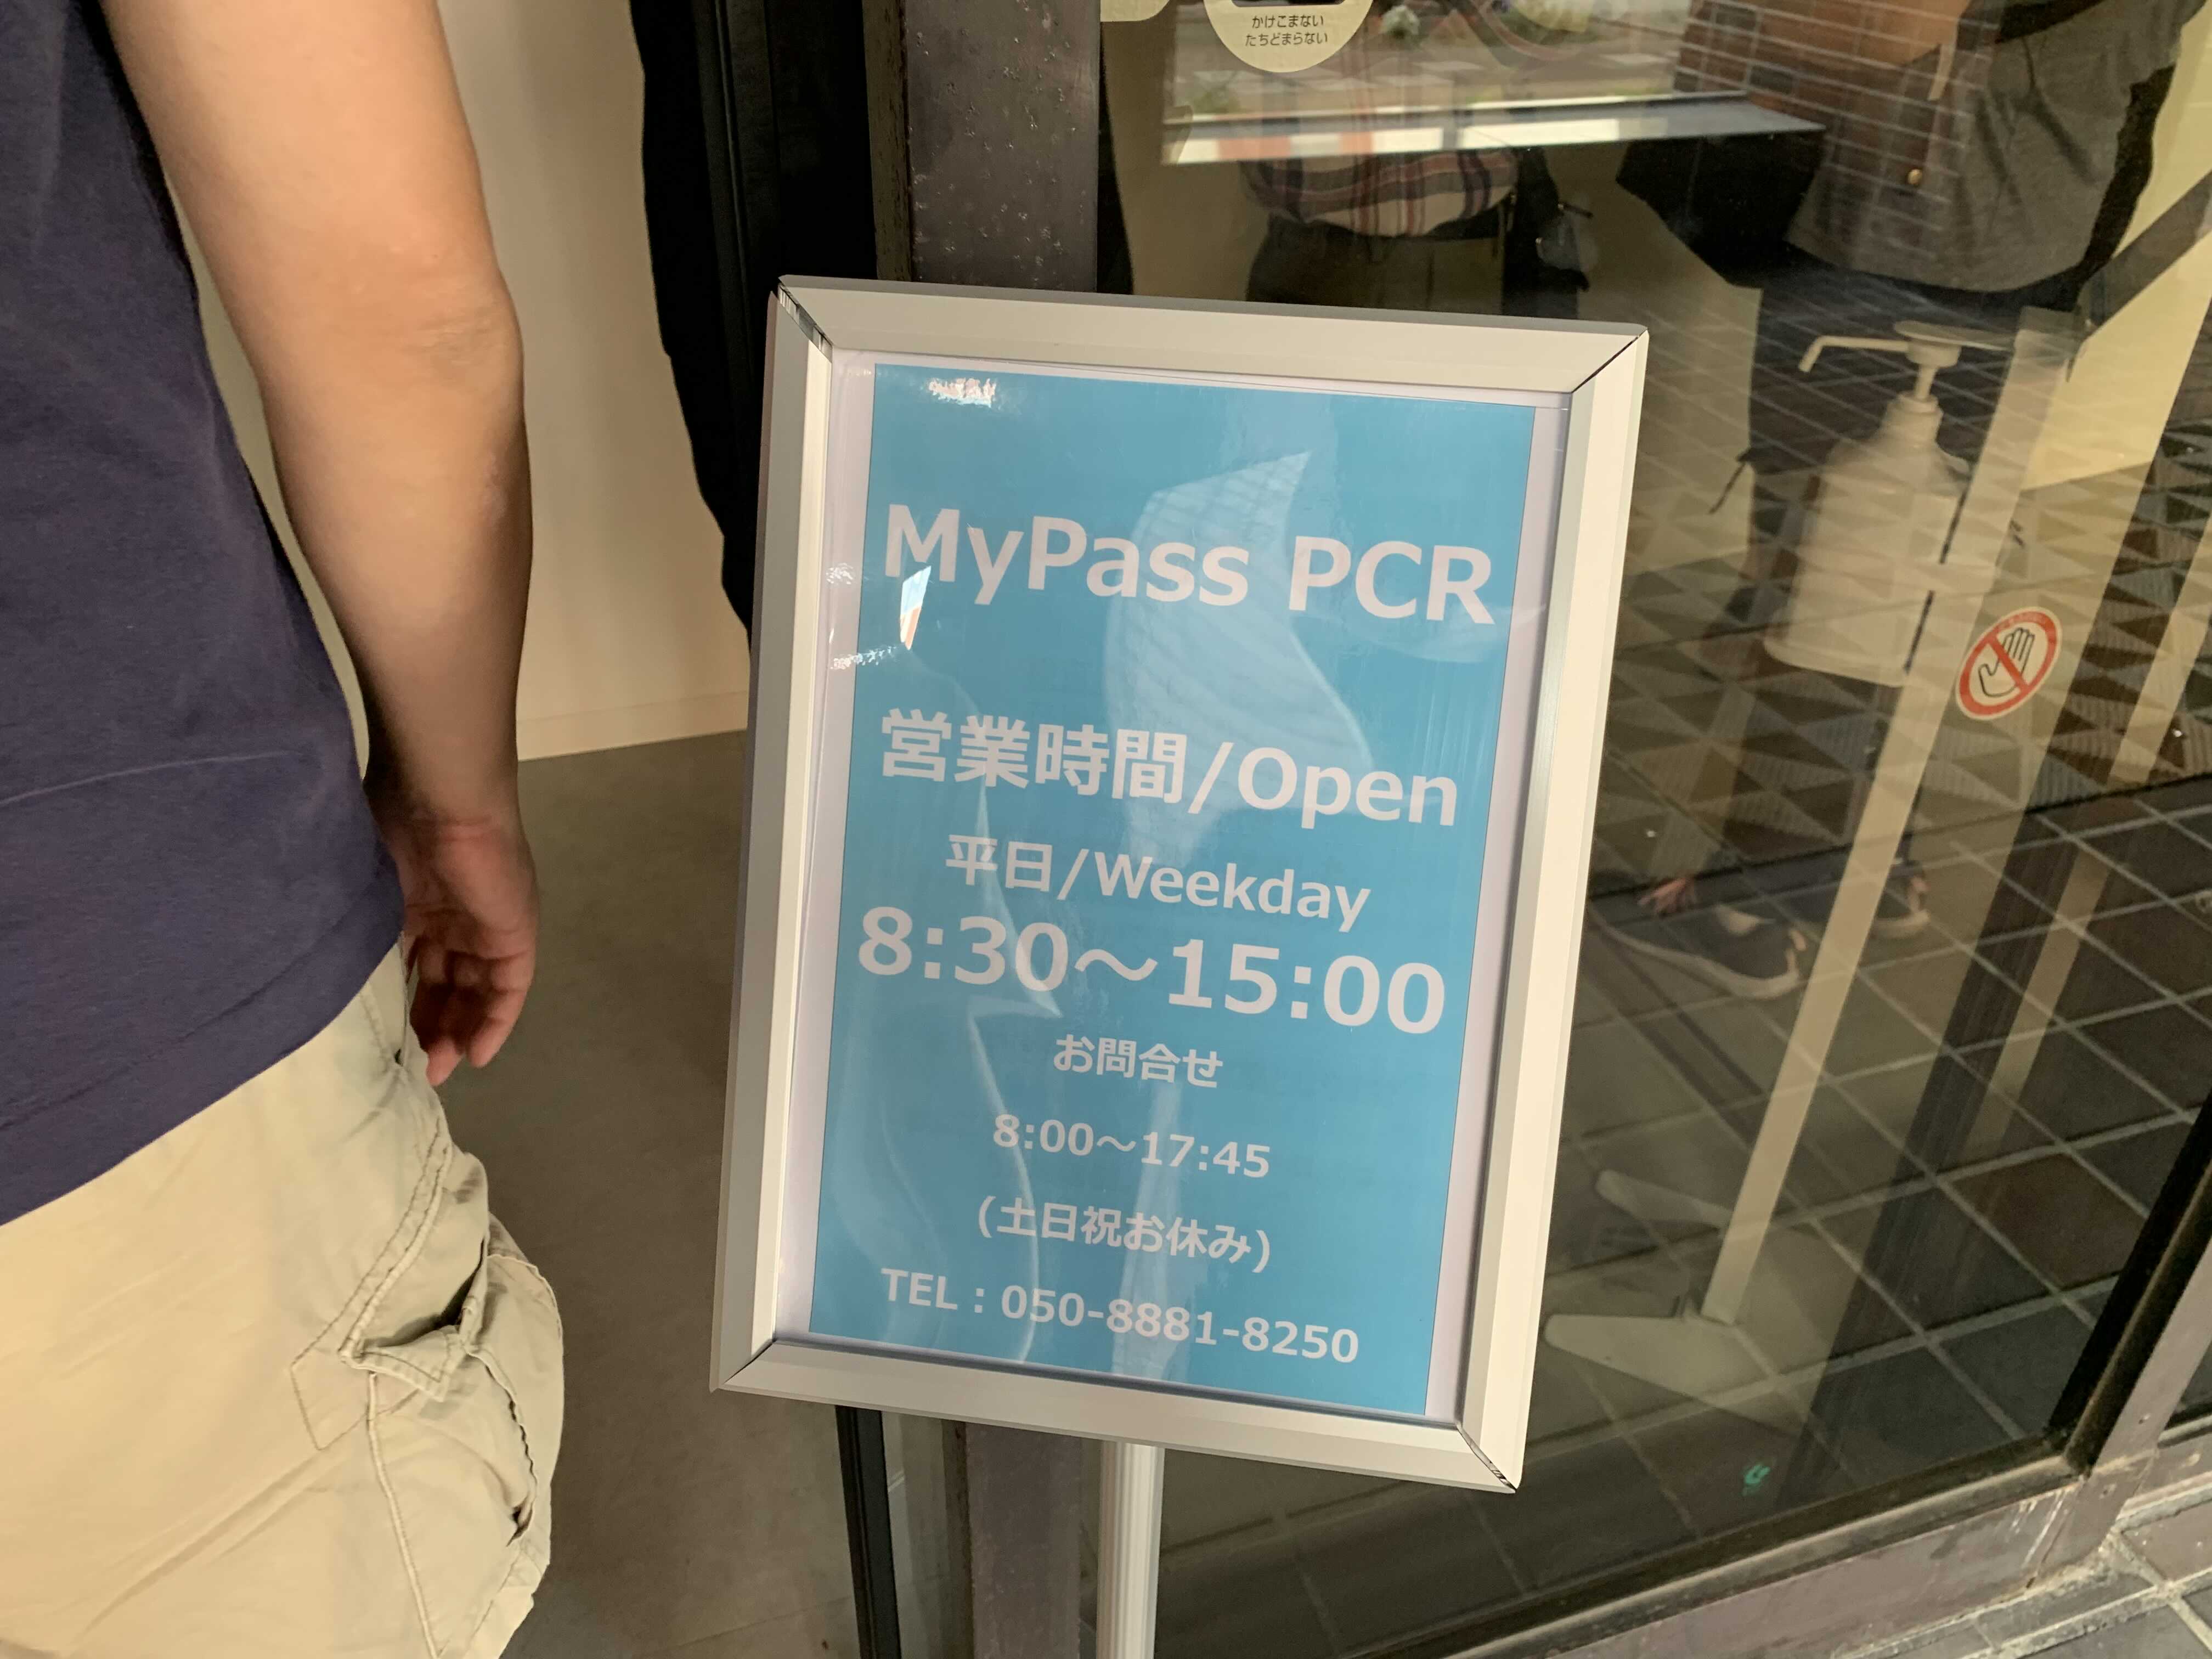 かけこまない
たちどまらない
MyPass PCR
営業時間/Open
平日/Weekday
8:30～15:00
お問合せ
8:00～17:45
(土日祝お休み)
TEL：050-8881-8250